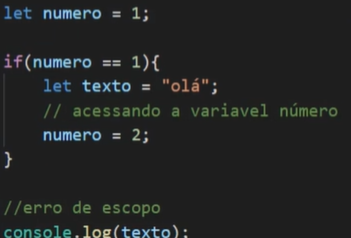 let numero = 1;
if(numero == 1){
let texto = "olá";
// acessando a variavel número
numero = 2;
}
//erro de escopo
console.log(texto);